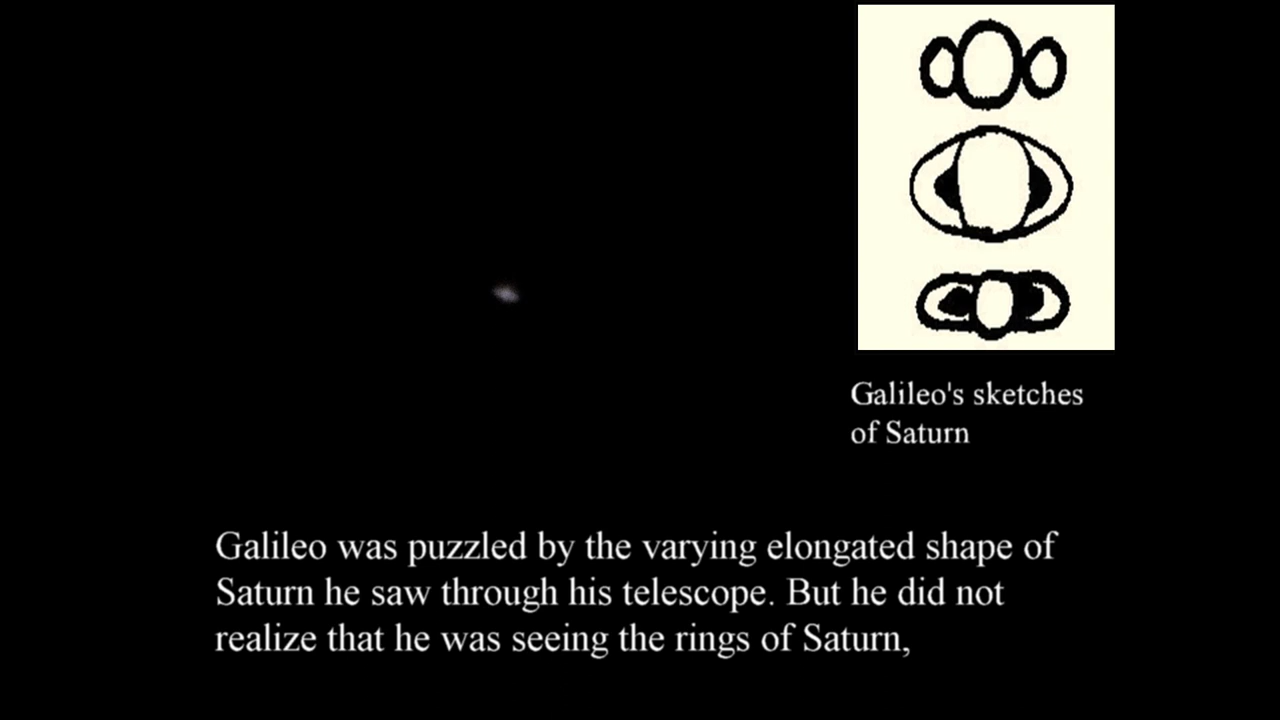 Galileo's sketches
of Saturn
Galileo was puzzled by the varying elongated shape of
Saturn he saw through his telescope. But he did not
realize that he was seeing the rings of Saturn,